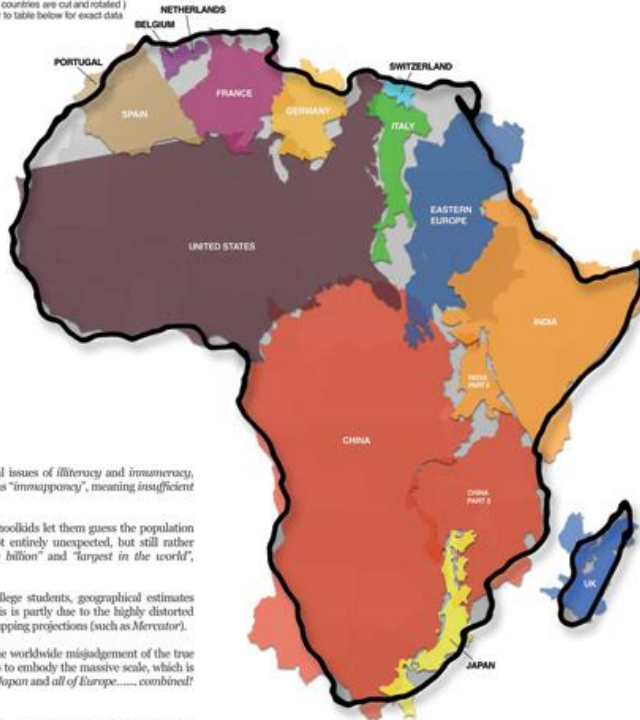 countries are cut and rotated )
to table below for exact data
NETHERLANDS
BELGIUM
PORTUGAL
SWITZERLAND
SPAIN
FRANCE
GERMANY
ITALY
EASTERN
EUROPE
UNITED STATES
INDIA
INDIA
PART 2
CHINA
CHINA
PART 2
UK
JAPAN
l issues of illiteracy and innumeracy,
s "immappancy", meaning insufficient
hoolkids let them guess the population
t entirely unexpected, but still rather
billion" and "largest in the world",
llege students, geographical estimates
is is partly due to the highly distorted
pping projections (such as Mercator).
e worldwide misjudgement of the true
s to embody the massive scale, which is
Japan and all of Europe...... combined!